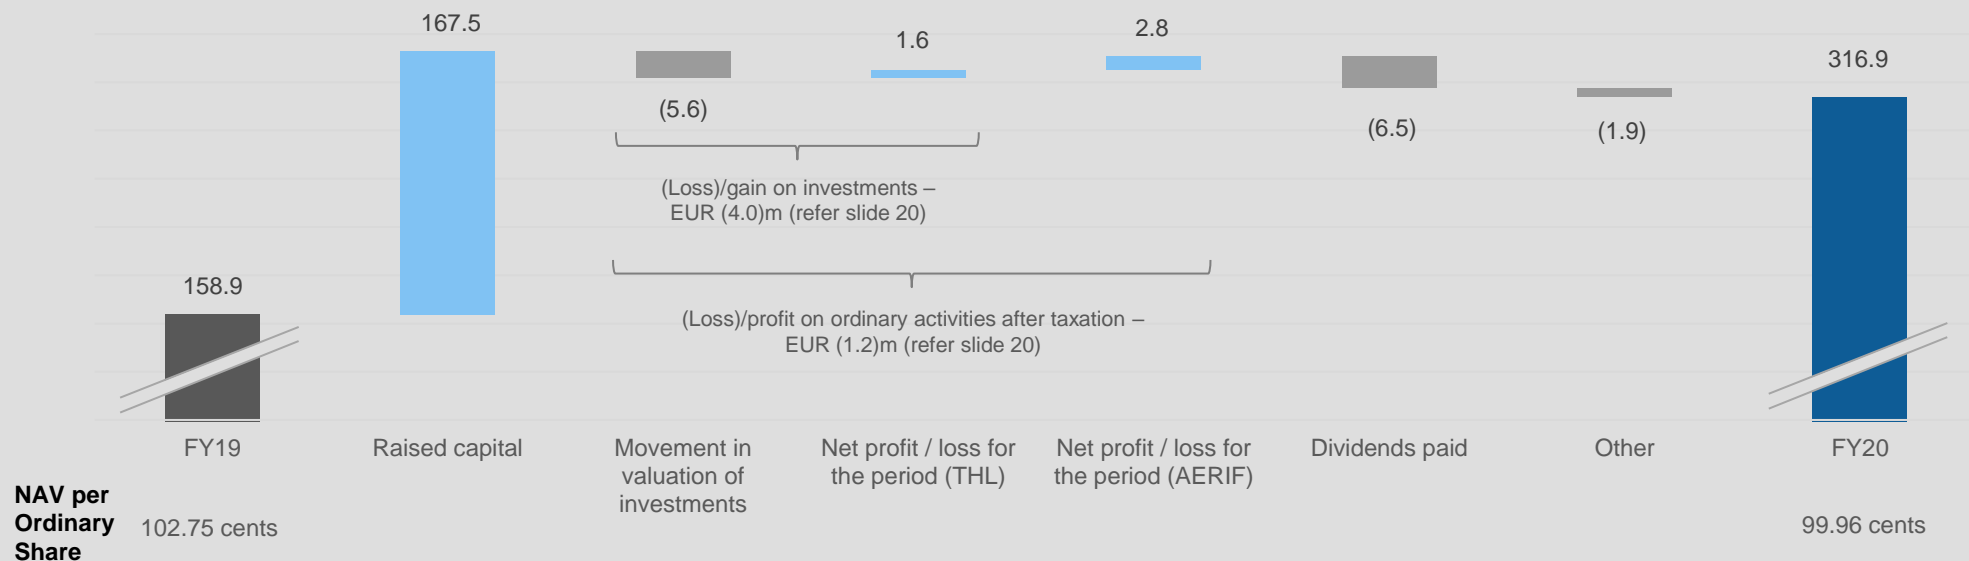 167.5
1.6
2.8
316.9
(5.6)
(6.5)
(1.9)
(Loss)/gain on investments –
EUR (4.0)m (refer slide 20)
158.9
(Loss)/profit on ordinary activities after taxation –
EUR (1.2)m (refer slide 20)
FY19
Raised capital
Movement in
valuation of
investments
Net profit / loss for
the period (THL)
Net profit / loss for
the period (AERIF)
Dividends paid
Other
FY20
NAV per
Ordinary
Share
102.75 cents
99.96 cents